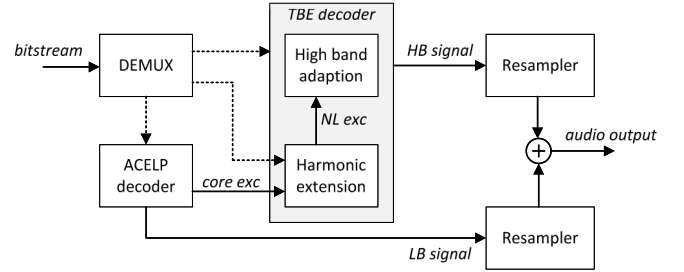 TBE decoder
bitstream
DEMUX
High band
adaption
HB signal
Resampler
NL exc
audio output
+
ACELP
decoder
core exc
Harmonic
extension
LB signal
Resampler